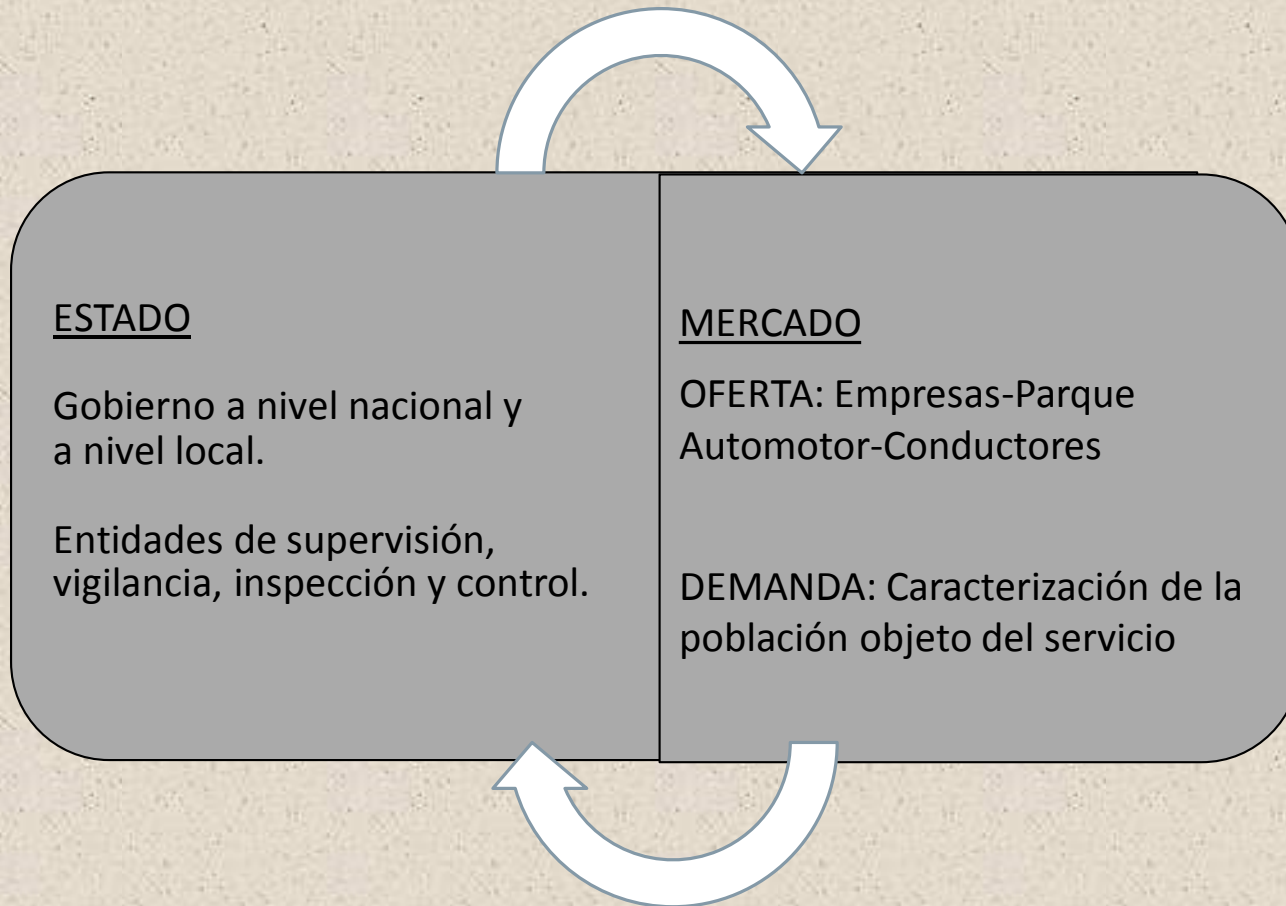 ESTADO
Gobierno a nivel nacional y
a nivel local.
Entidades de supervisión,
vigilancia, inspección y control.
MERCADO
OFERTA: Empresas-Parque
Automotor-Conductores
DEMANDA: Caracterización de la
población objeto del servicio